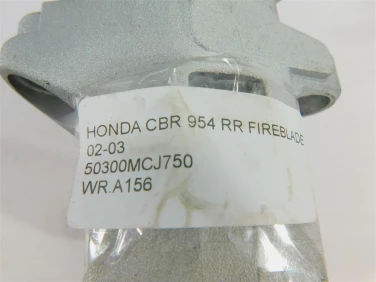 HONDA CBR 954 RR FIREBLADE
02-03
50300MCJ750
WR.A156